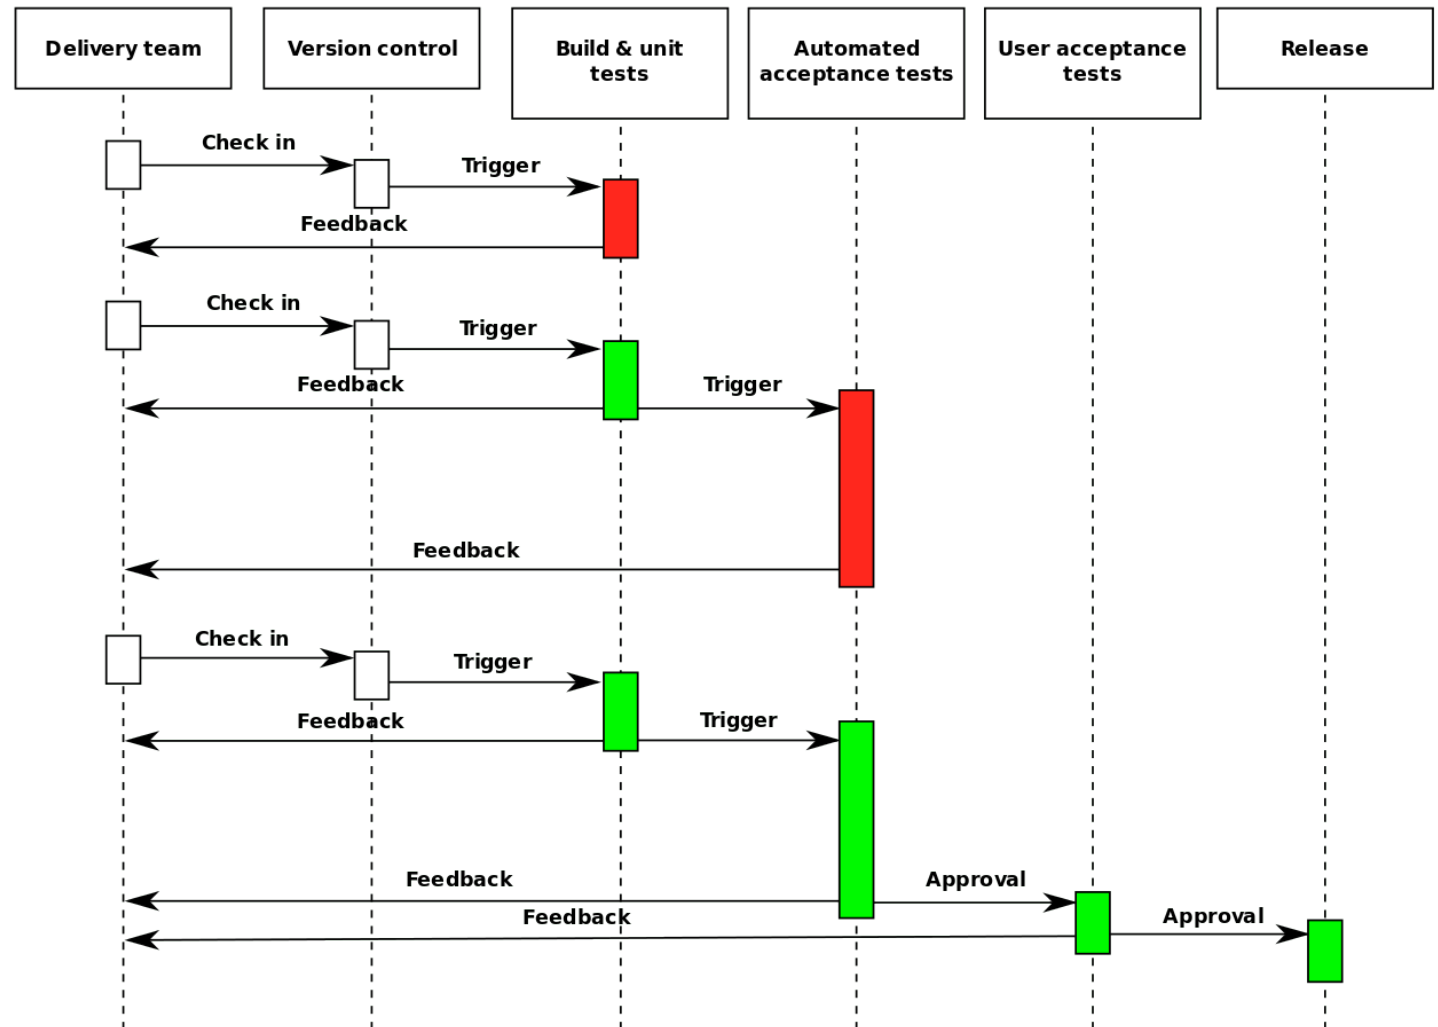 Delivery team
Version control
Build & unit
tests
Automated
acceptance tests
User acceptance
tests
Release
Check in
Trigger
Feedback
Check in
Trigger
Feedback
Trigger
Feedback
Check in
Trigger
Feedback
Trigger
Feedback
Approval
Feedback
Approval